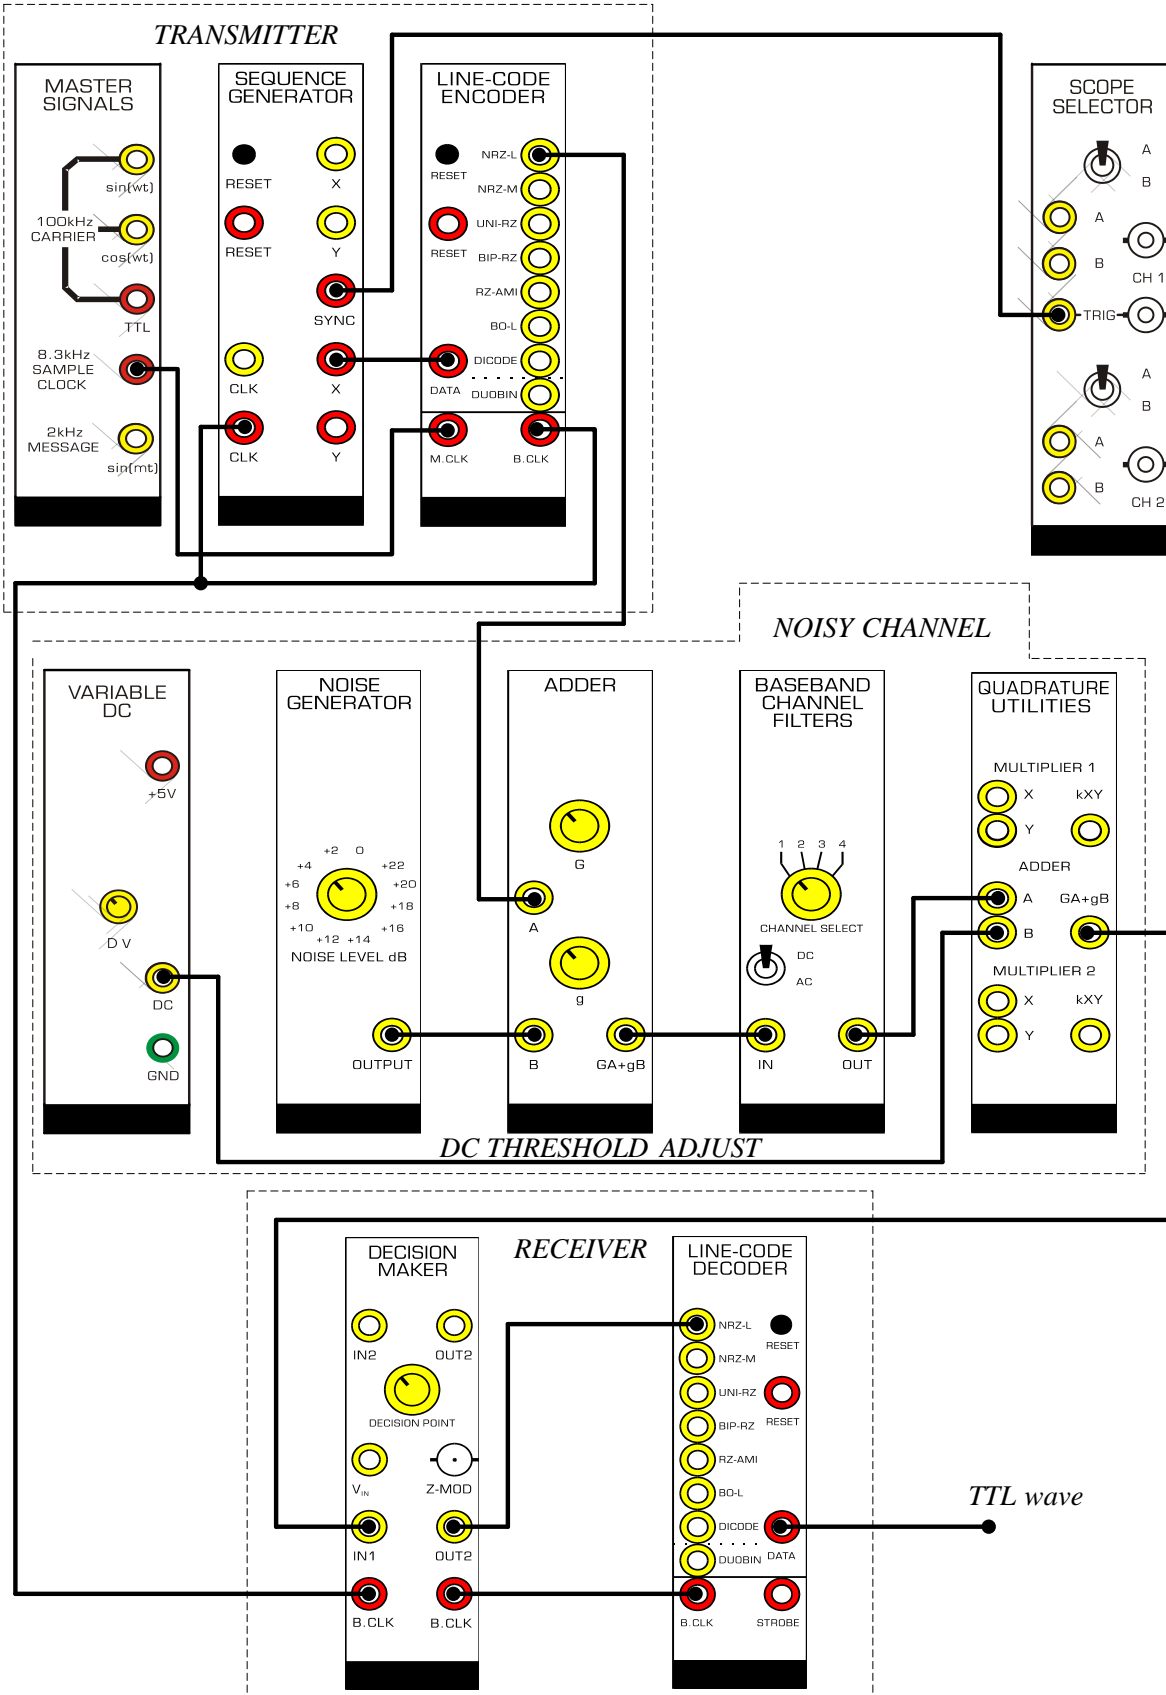 TRANSMITTER
MASTER
SIGNALS
sin(wt)
100kHz
CARRIER
cos(wt)
TTL
8.3kHz
SAMPLE
CLOCK
2kHz
MESSAGE
sin(mt)
SEQUENCE
GENERATOR
RESET
X
RESET
Y
SYNC
CLK
X
CLK
Y
LINE-CODE
ENCODER
RESET
NRZ-L
NRZ-M
RESET
UNI-RZ
BIP-RZ
RZ-AMI
BO-L
DICODE
DATA
DUOBIN
M.CLK
B.CLK
SCOPE
SELECTOR
A
B
A
B
CH 1
TRIG
A
B
A
B
CH 2
NOISY CHANNEL
VARIABLE
DC
+5V
D V
DC
GND
NOISE
GENERATOR
+2 0
+4 +22
+6 +20
+8 +18
+10 +16
+12 +14
NOISE LEVEL dB
OUTPUT
ADDER
G
A
g
B
GA+gB
BASEBAND
CHANNEL
FILTERS
1 2 3 4
CHANNEL SELECT
DC
AC
IN
OUT
QUADRATURE
UTILITIES
MULTIPLIER 1
X kXY
Y
ADDER
A GA+gB
B
MULTIPLIER 2
X kXY
Y
DC THRESHOLD ADJUST
RECEIVER
DECISION
MAKER
IN2 OUT2
DECISION POINT
VIN Z-MOD
IN1 OUT2
B.CLK B.CLK
LINE-CODE
DECODER
NRZ-L
RESET
NRZ-M
UNI-RZ
RESET
BIP-RZ
RZ-AMI
BO-L
DICODE
DUOBIN
DATA
B.CLK
STROBE
TTL wave